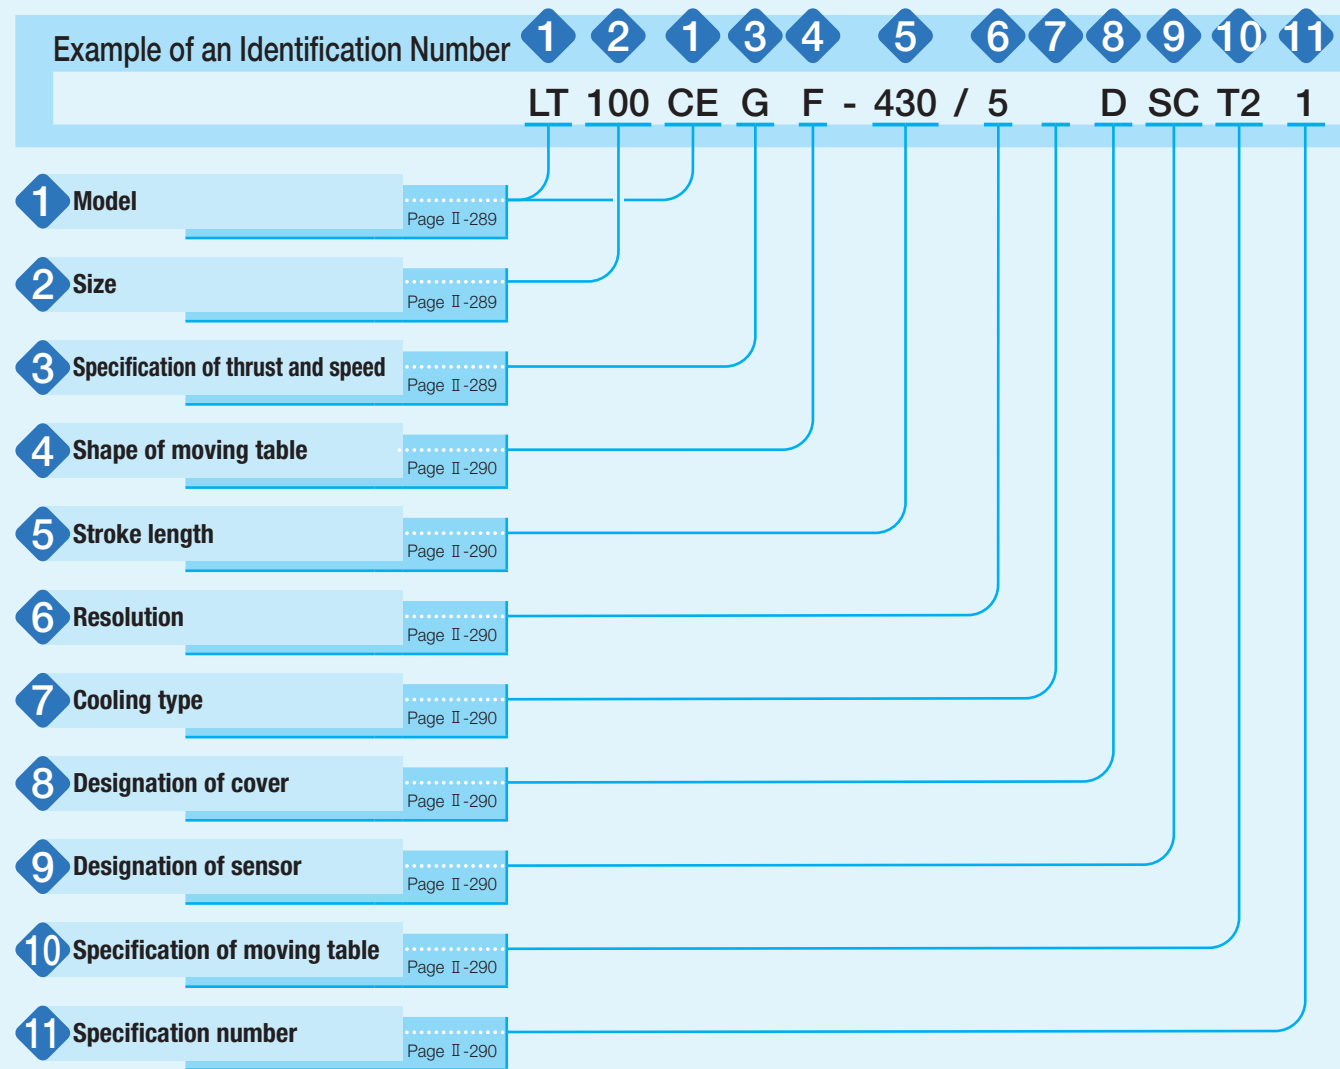 Example of an Identification Number 1 2 1 3 4 5 6 7 8 9 10 11
LT 100 CE G F - 430 / 5 D SC T2 1
1 Model
Page Ⅱ-289
2 Size
Page Ⅱ-289
3 Specification of thrust and speed
Page Ⅱ-289
4 Shape of moving table
Page Ⅱ-290
5 Stroke length
Page Ⅱ-290
6 Resolution
Page Ⅱ-290
7 Cooling type
Page Ⅱ-290
8 Designation of cover
Page Ⅱ-290
9 Designation of sensor
Page Ⅱ-290
10 Specification of moving table
Page Ⅱ-290
11 Specification number
Page Ⅱ-290